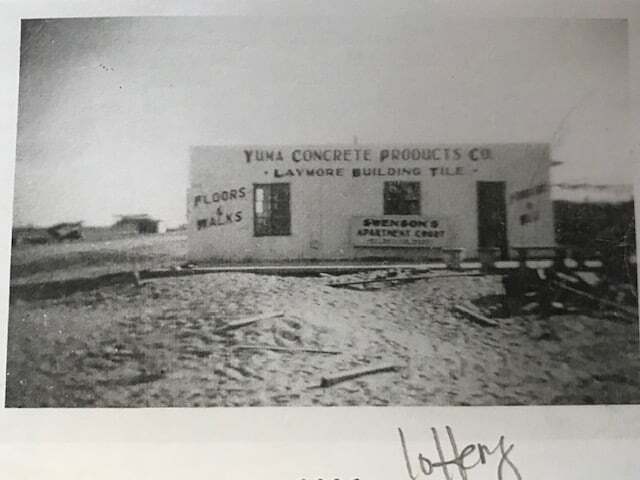 YUMA CONCRETE PRODUCTS CO.
· LAYMORE BUILDING TILE ·
FLOORS
&
WALKS
SWENSON'S
APARTMENT COURT
lottery